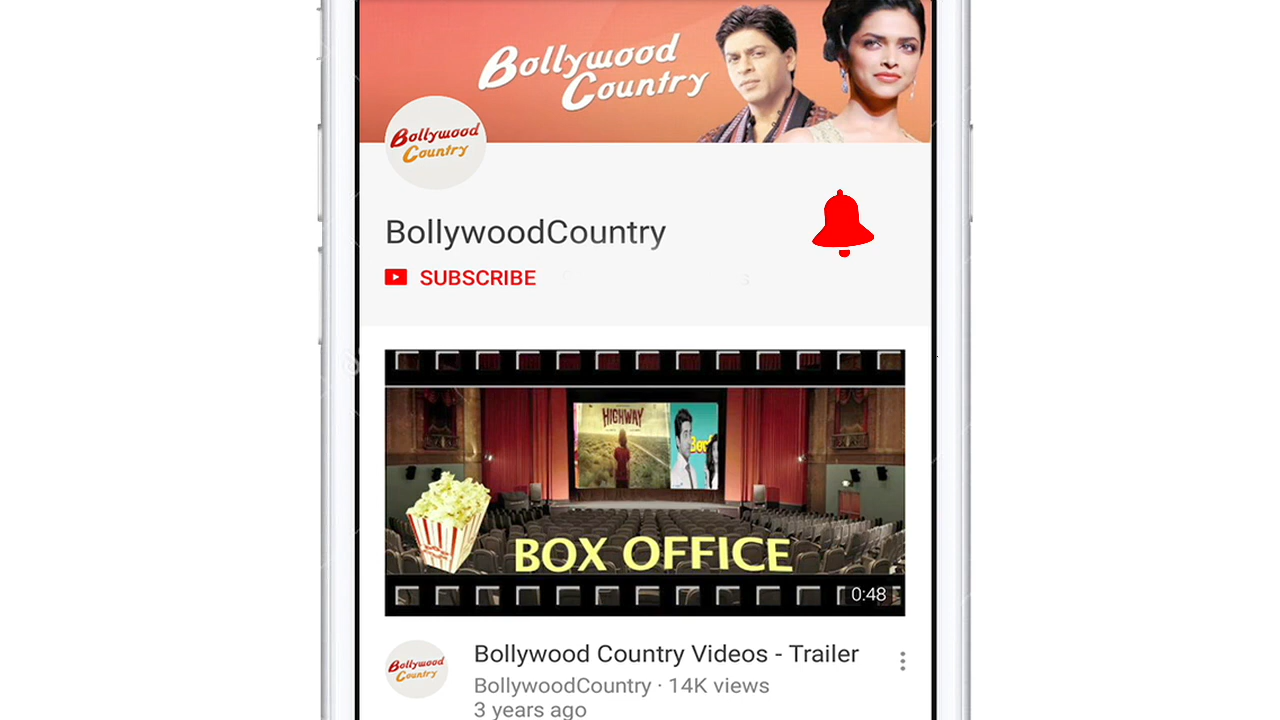 Bollywood
Country
Bollywood
Country
BollywoodCountry
SUBSCRIBE
HIGHWAY
BOX OFFICE
0:48
Bollywood
Country
Bollywood Country Videos - Trailer
BollywoodCountry · 14K views
3 years ago